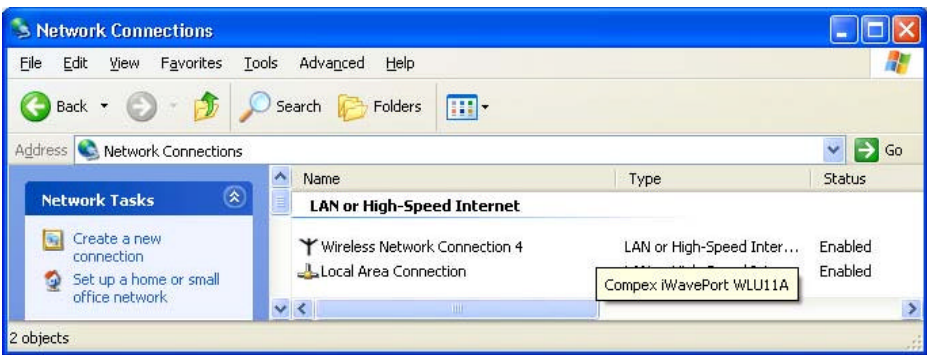 Network Connections
File Edit View Favorites Tools Advanced Help
Back Search Folders
Address Network Connections Go
Name Type Status
Network Tasks
LAN or High-Speed Internet
Create a new
connection
Wireless Network Connection 4 LAN or High-Speed Inter... Enabled
Set up a home or small
office network
Local Area Connection Enabled
Compex iWavePort WLU11A
2 objects